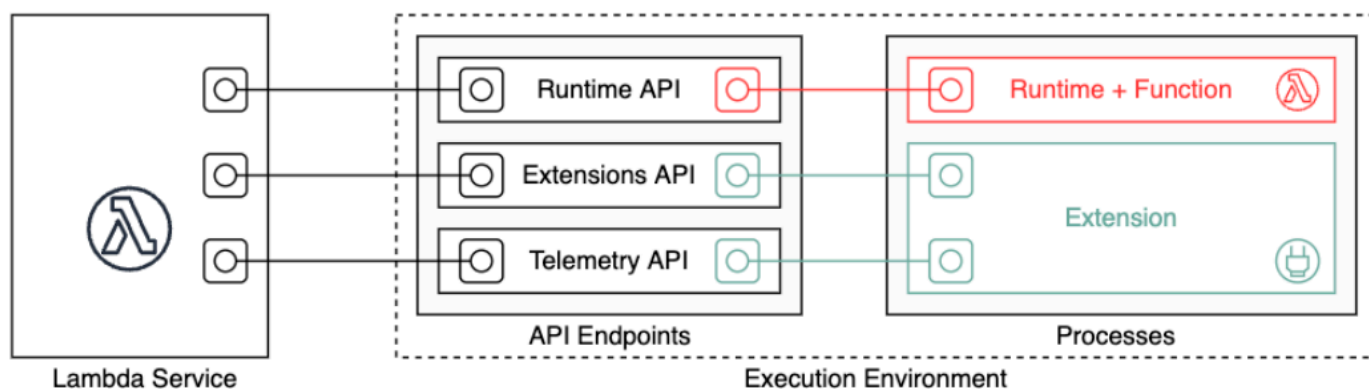 Runtime API
Runtime + Function
Extensions API
Extension
Telemetry API
API Endpoints
Processes
Lambda Service
Execution Environment